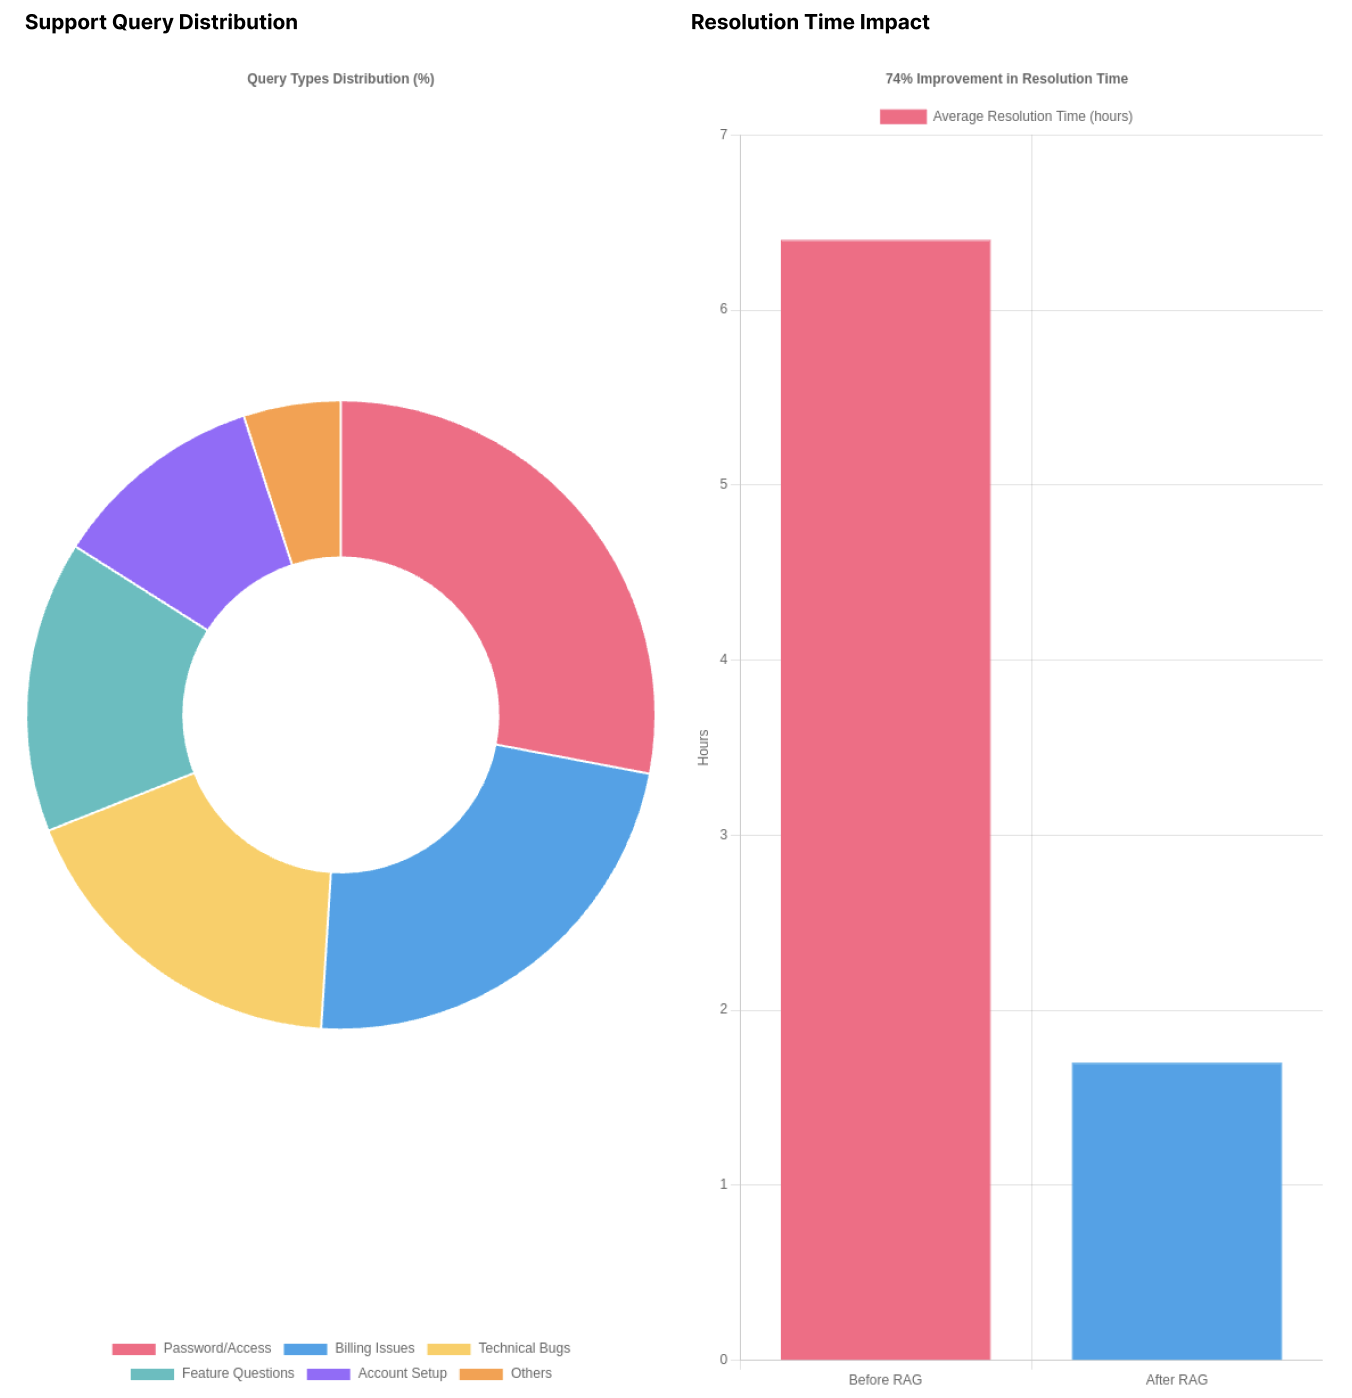 Support Query Distribution
Query Types Distribution (%)
Password/Access
Billing Issues
Technical Bugs
Feature Questions
Account Setup
Others
Resolution Time Impact
74% Improvement in Resolution Time
Average Resolution Time (hours)
7
6
5
4
3
2
1
0
Hours
Before RAG
After RAG